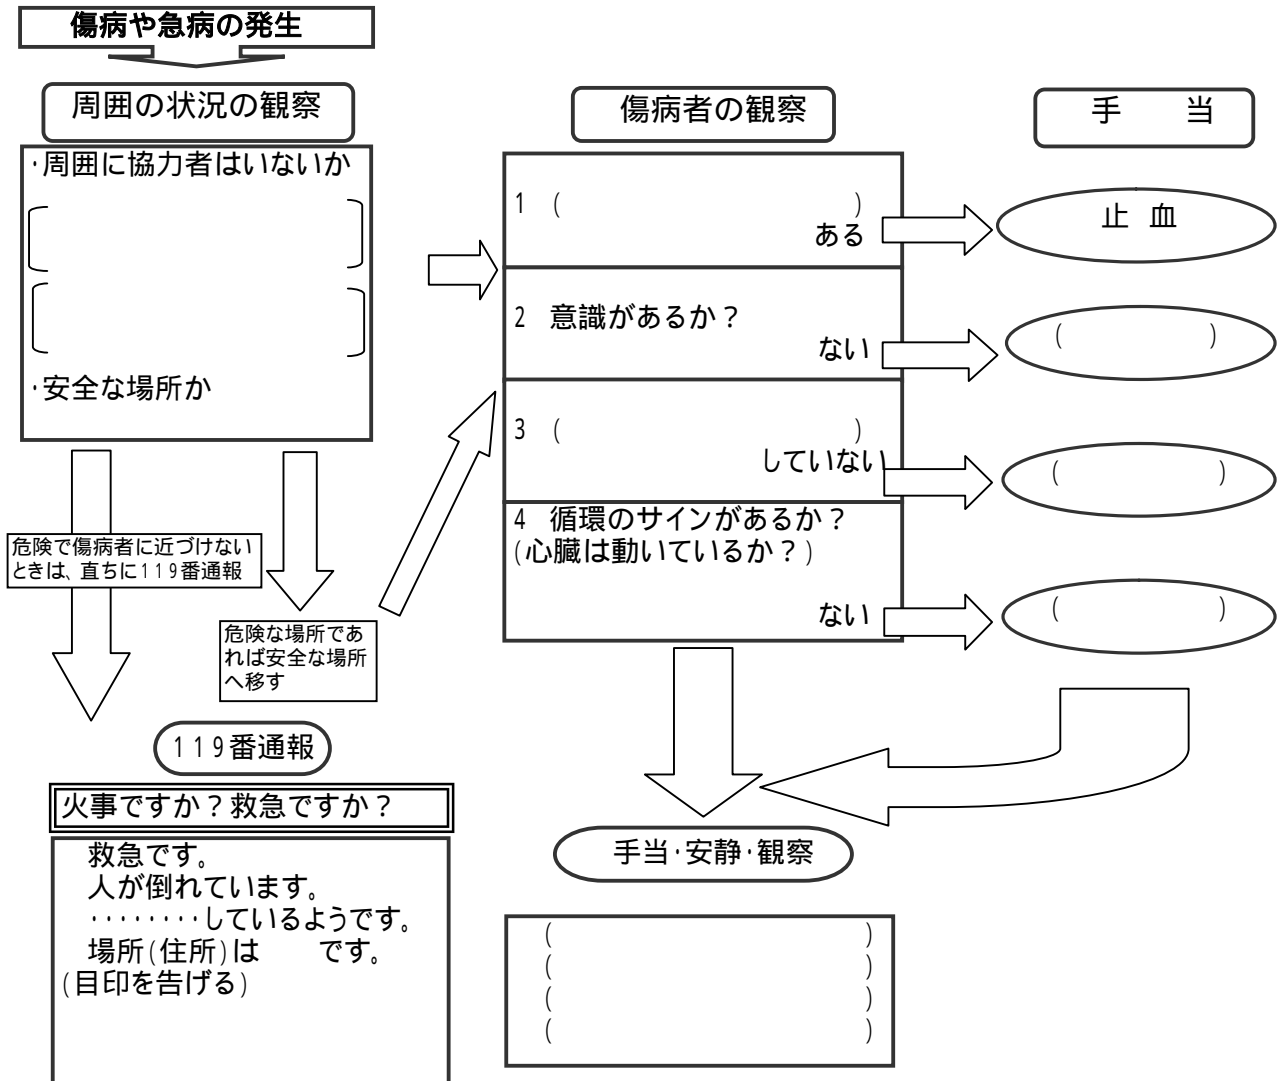 傷病や急病の発生
周囲の状況の観察
・周囲に協力者はいないか
・安全な場所か
危険で傷病者に近づけない
ときは、直ちに119番通報
危険な場所であ
れば安全な場所
へ移す
119番通報
火事ですか?救急ですか?
救急です。
人が倒れています。
・・・・・・・・しているようです。
場所(住所)は　　です。
(目印を告げる)
傷病者の観察
1 (　　　　　　　　　　)
ある
2 意識があるか?
ない
3 (　　　　　　　　　　)
していない
4 循環のサインがあるか?
(心臓は動いているか?)
ない
手　　当
止 血
(　　　　　)
(　　　　　)
(　　　　　)
手当・安静・観察
(　　　　　　　　　　)
(　　　　　　　　　　)
(　　　　　　　　　　)
(　　　　　　　　　　)